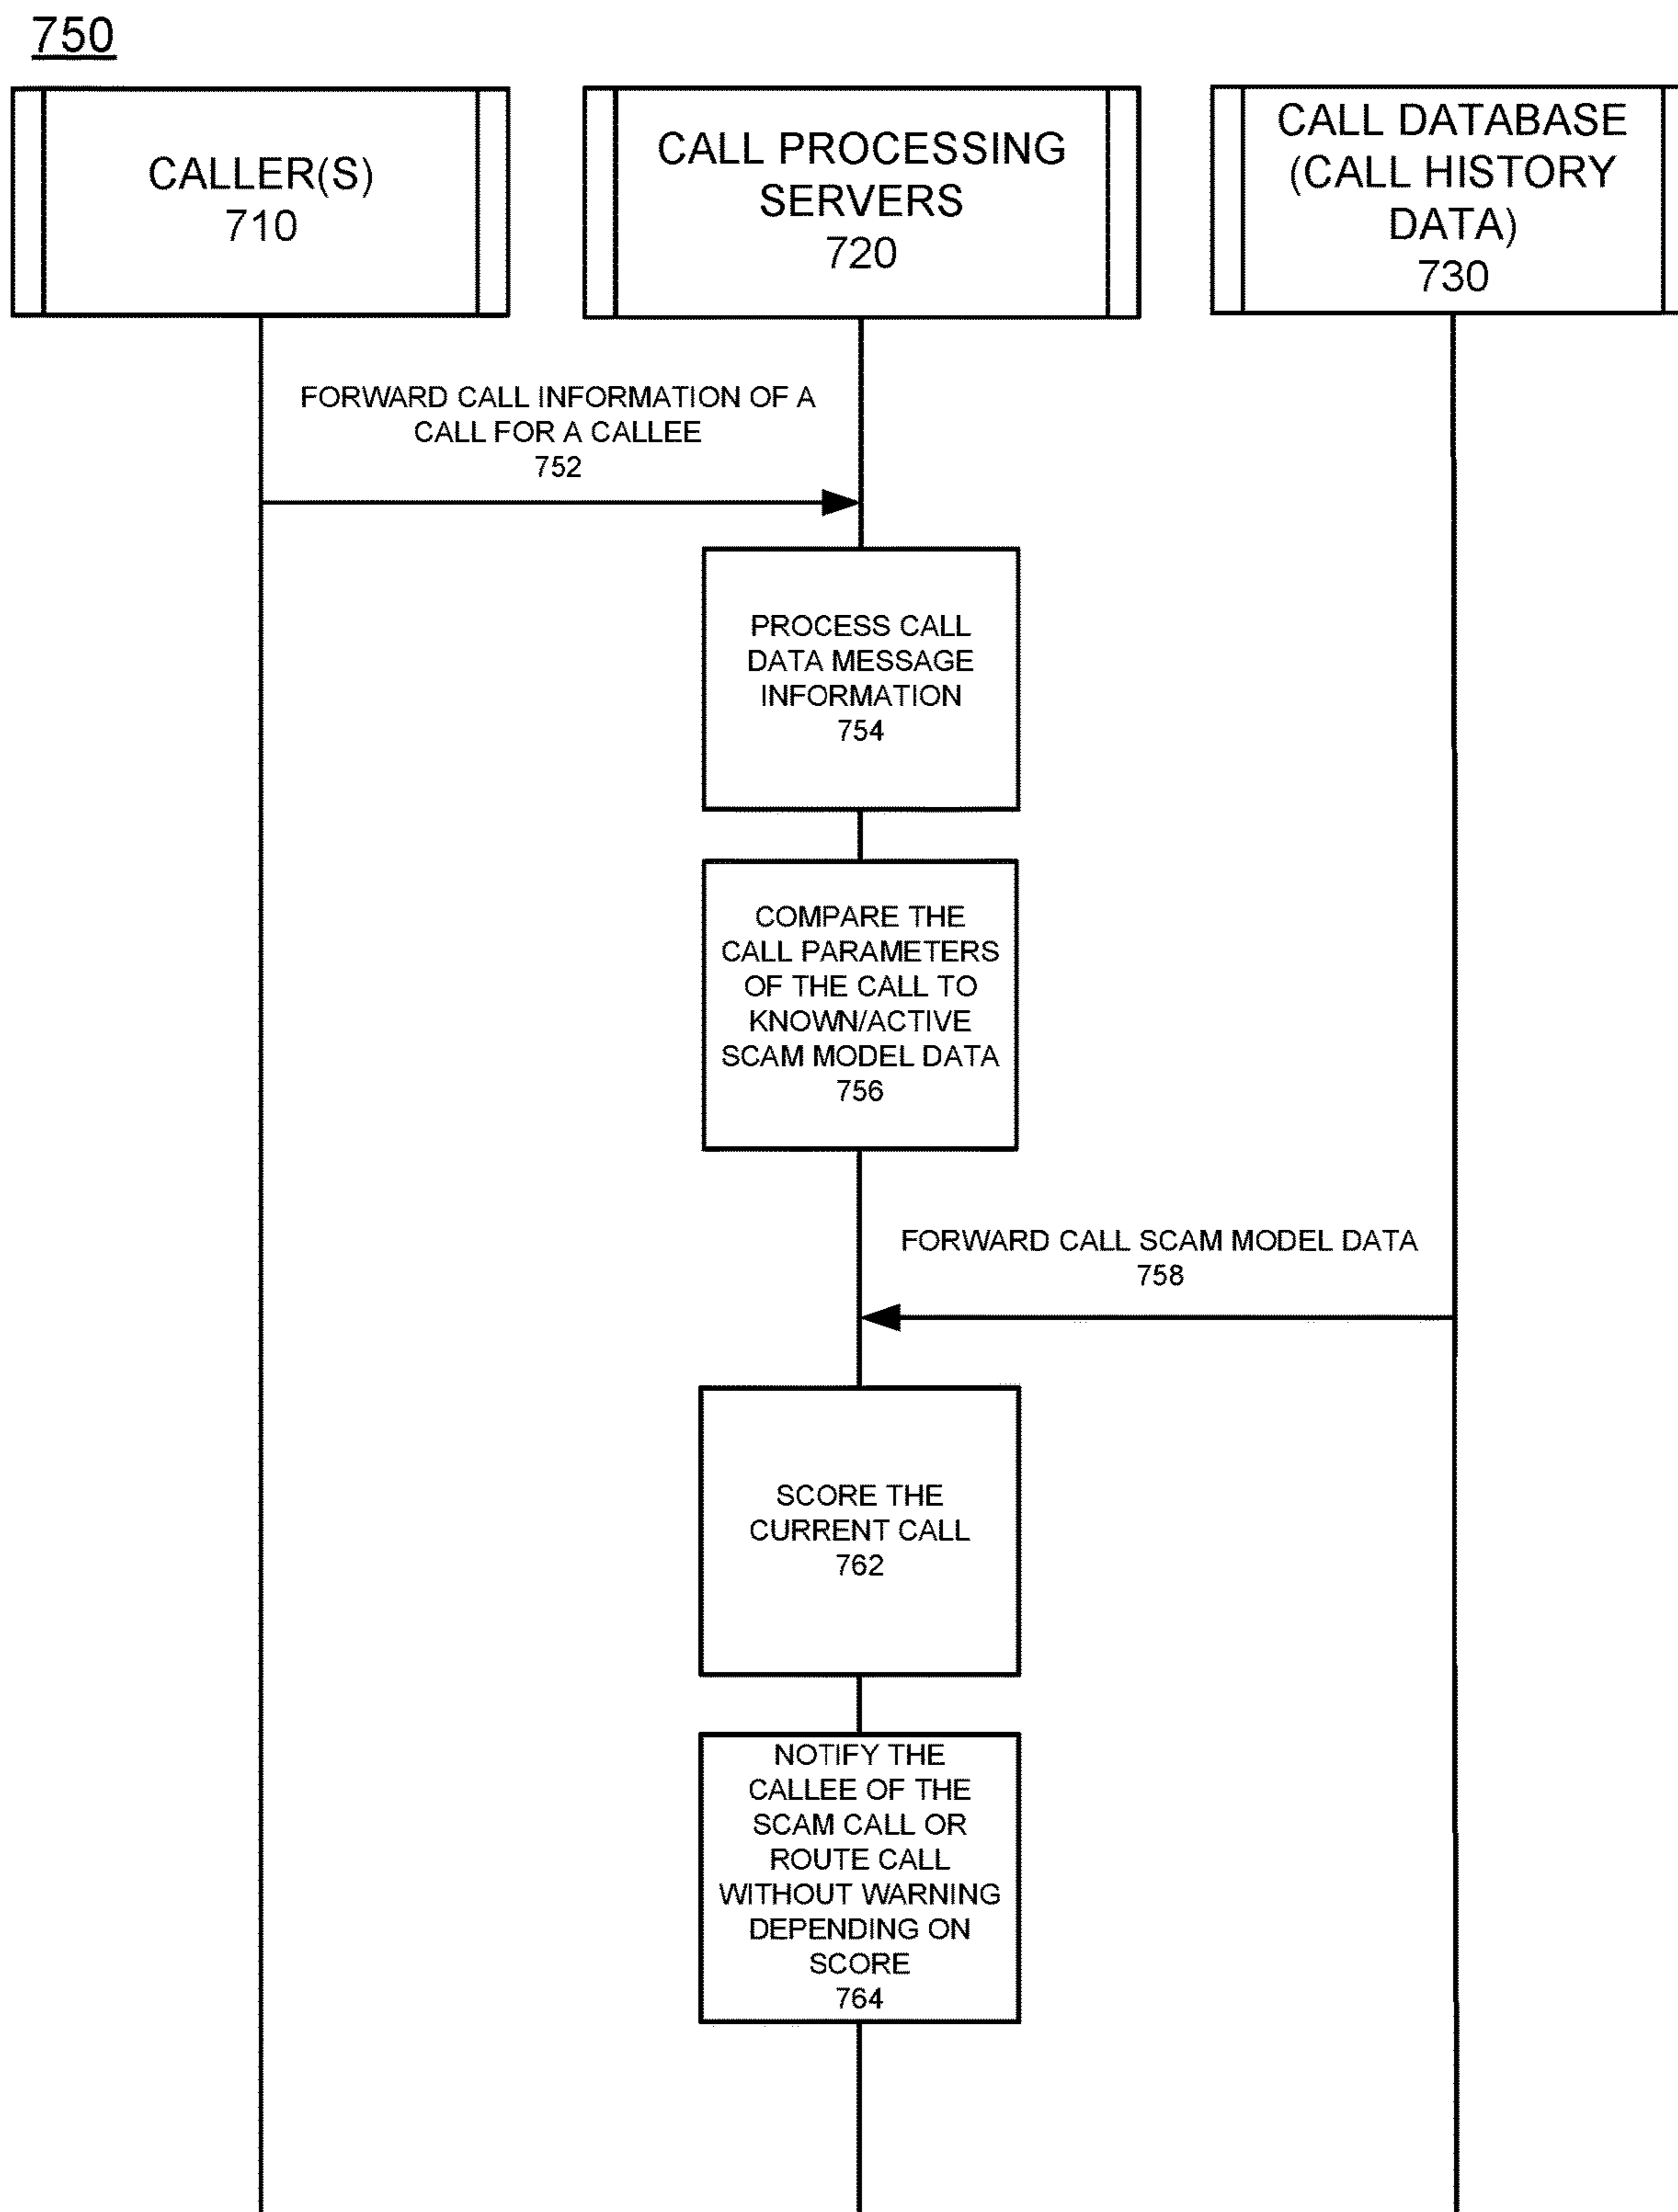 750
CALLER(S)
710
CALL PROCESSING
SERVERS
720
CALL DATABASE
(CALL HISTORY
DATA)
730
FORWARD CALL INFORMATION OF A
CALL FOR A CALLEE
752
PROCESS CALL
DATA MESSAGE
INFORMATION
754
COMPARE THE
CALL PARAMETERS
OF THE CALL TO
KNOWN/ACTIVE
SCAM MODEL DATA
756
FORWARD CALL SCAM MODEL DATA
758
SCORE THE
CURRENT CALL
762
NOTIFY THE
CALLEE OF THE
SCAM CALL OR
ROUTE CALL
WITHOUT WARNING
DEPENDING ON
SCORE
764